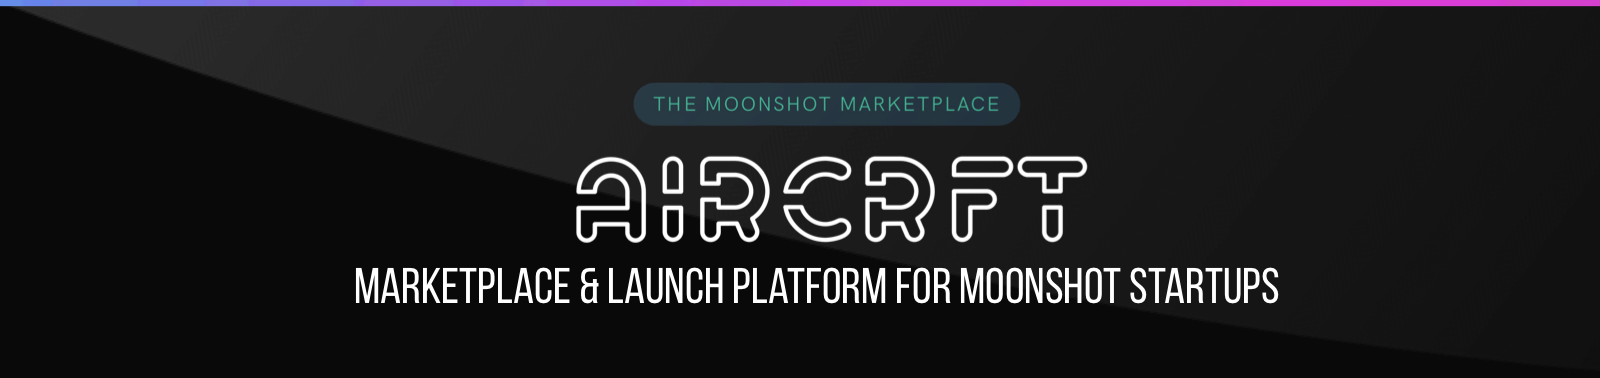 THE MOONSHOT MARKETPLACE
AIRCRFT
MARKETPLACE & LAUNCH PLATFORM FOR MOONSHOT STARTUPS